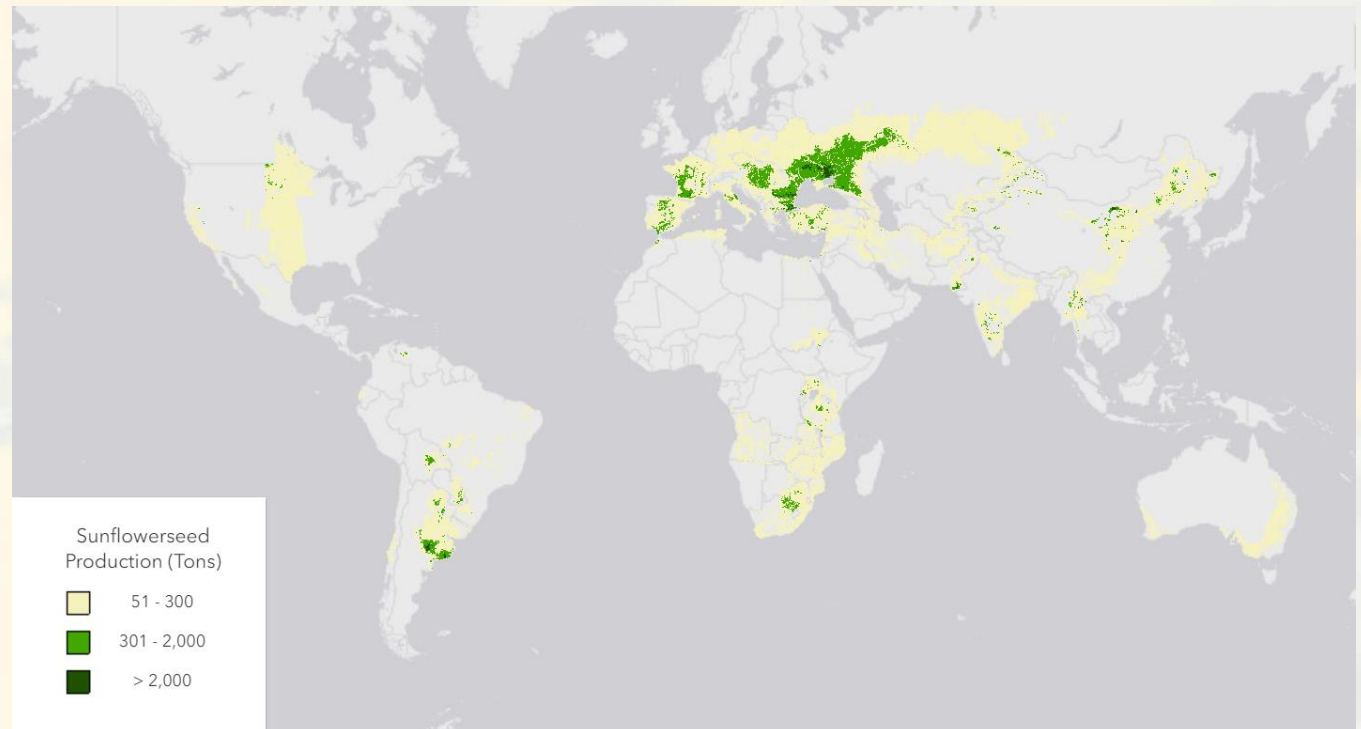 Sunflowerseed
Production (Tons)
51 - 300
301 - 2,000
> 2,000